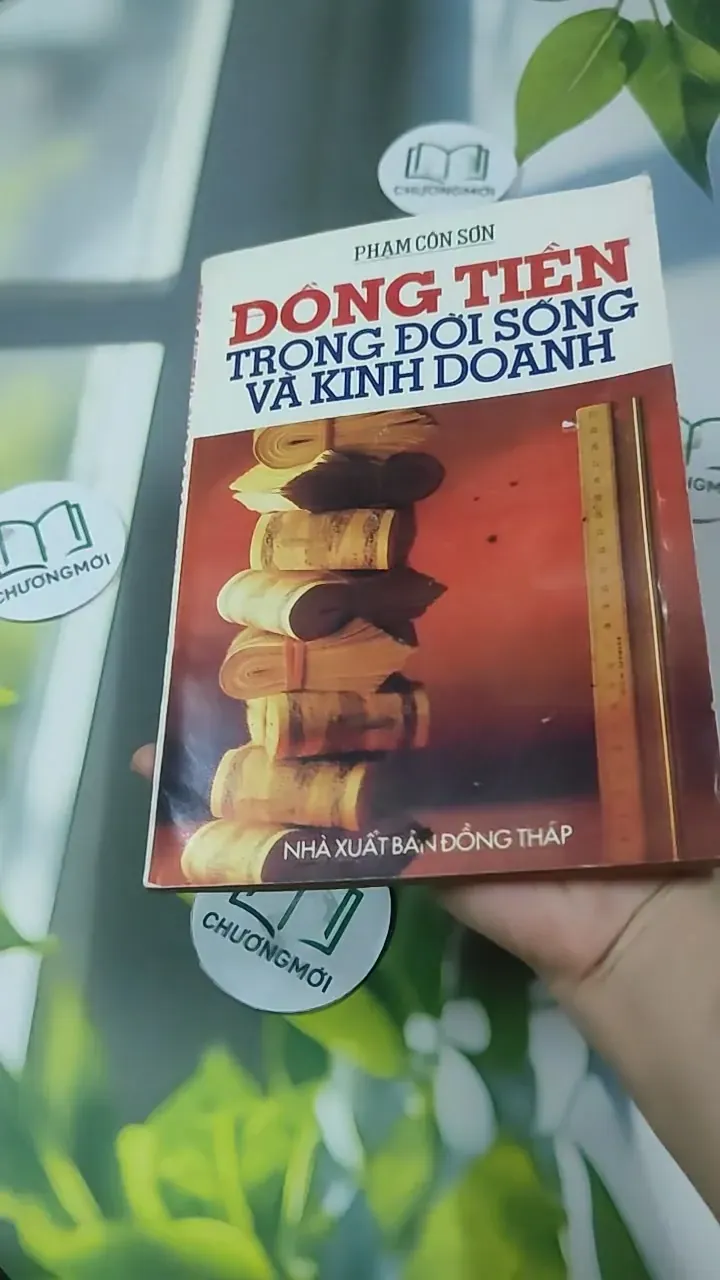 CHƯƠNGMỚI
PHẠM CÔN SƠN
ĐỒNG TIỀN
TRONG ĐỜI SỐNG
VÀ KINH DOANH
CHƯƠNGMỚI
NHÀ XUẤT BẢN ĐỒNG THÁP
CHƯƠNGMỚI